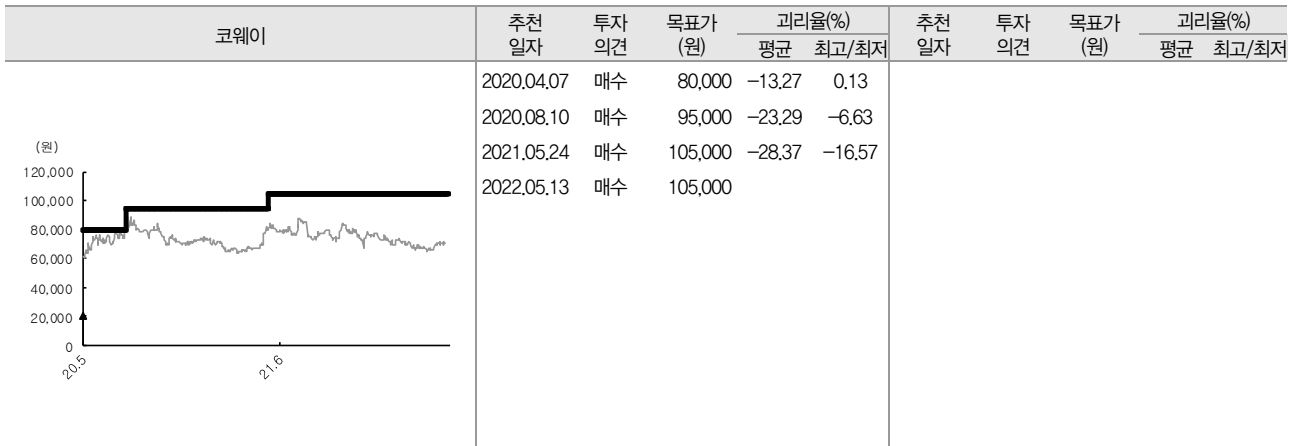 코웨이
추천 일자 투자 의견 목표가 (원) 괴리율(%) 평균 최고/최저 추천 일자 투자 의견 목표가 (원) 괴리율(%) 평균 최고/최저
2020.04.07 매수 80,000 -13.27 0.13
2020.08.10 매수 95,000 -23.29 -6.63
2021.05.24 매수 105,000 -28.37 -16.57
2022.05.13 매수 105,000
(원)
120,000
100,000
80,000
60,000
40,000
20,000
0
20.5 21.6